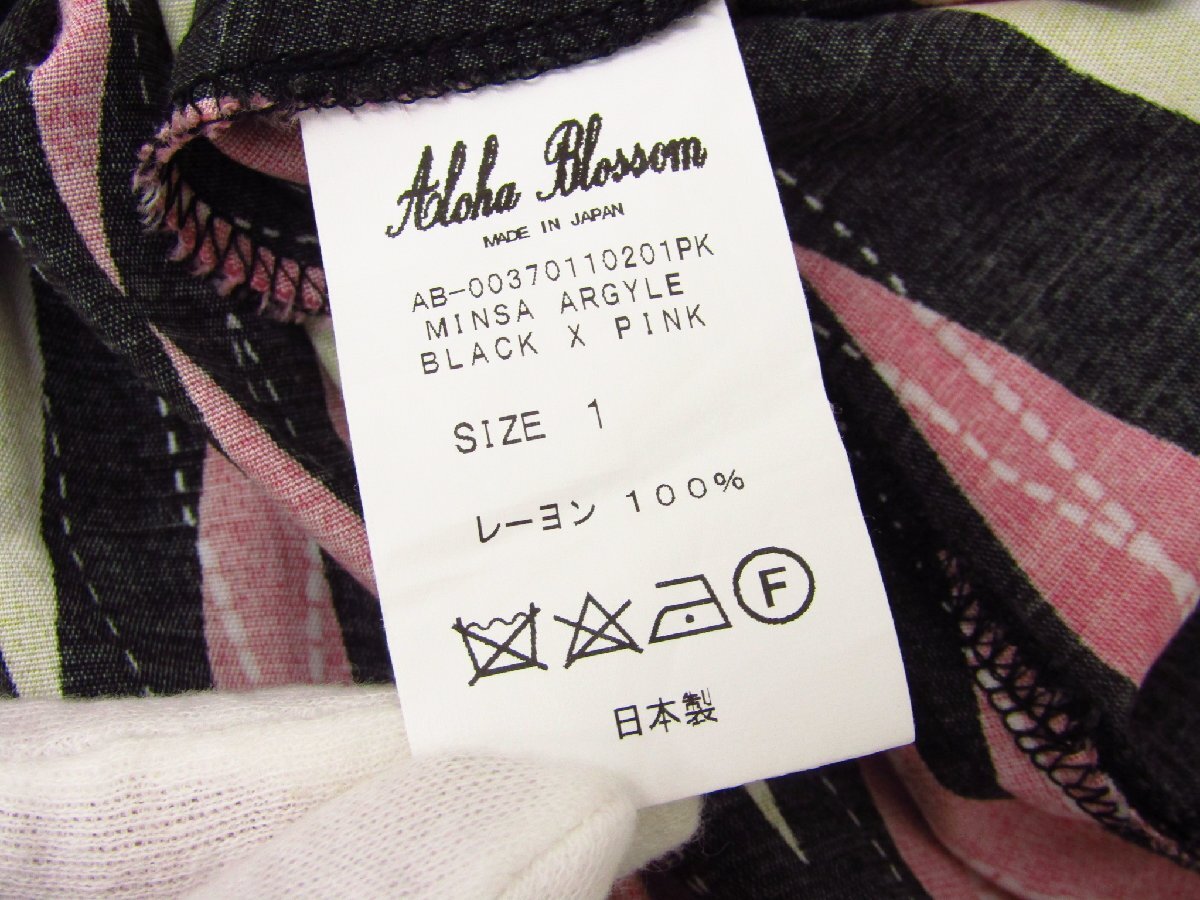 Aloha Blossom
MADE IN JAPAN
AB-00370110201PK
MINSA ARGYLE
BLACK X PINK
SIZE 1
レーヨン 100%
F
日本製